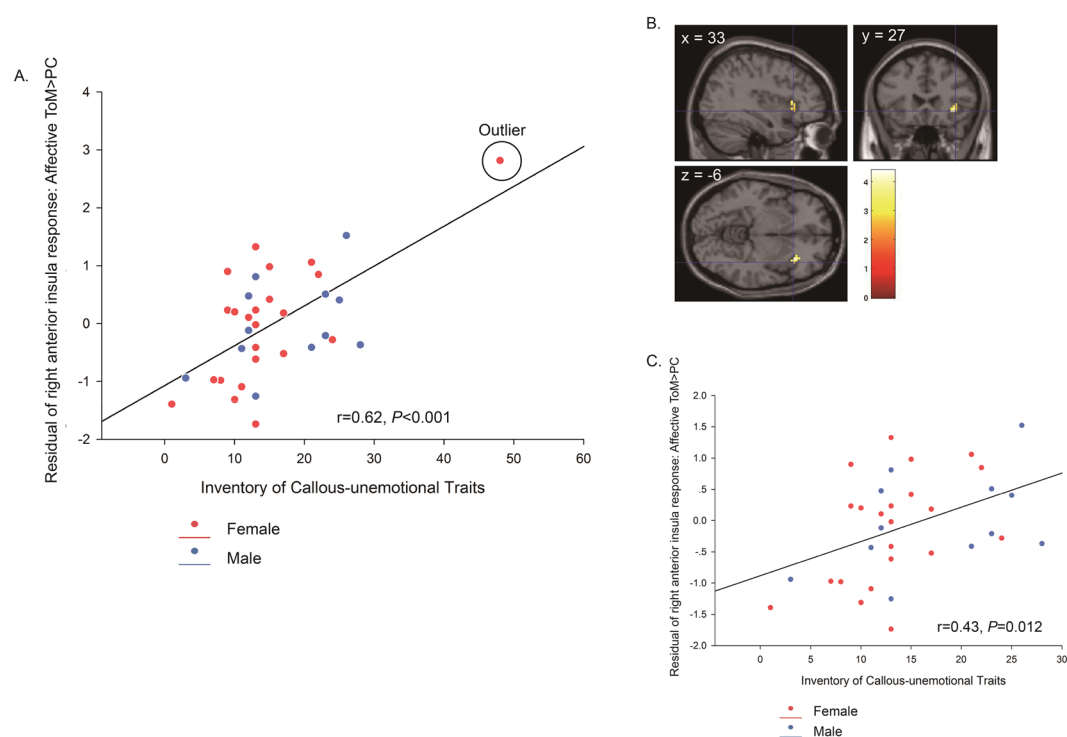 A.
Residual of right anterior insula response: Affective ToM>PC
4
3
2
1
0
-1
-2
Outlier
r=0.62, P<0.001
0 10 20 30 40 50 60
Inventory of Callous-unemotional Traits
Female
Male
B.
x = 33
y = 27
z = -6
4
3
2
1
0
C.
Residual of right anterior insula response: Affective ToM>PC
2.0
1.5
1.0
.5
0.0
-.5
-1.0
-1.5
-2.0
r=0.43, P=0.012
0 5 10 15 20 25 30
Inventory of Callous-unemotional Traits
Female
Male